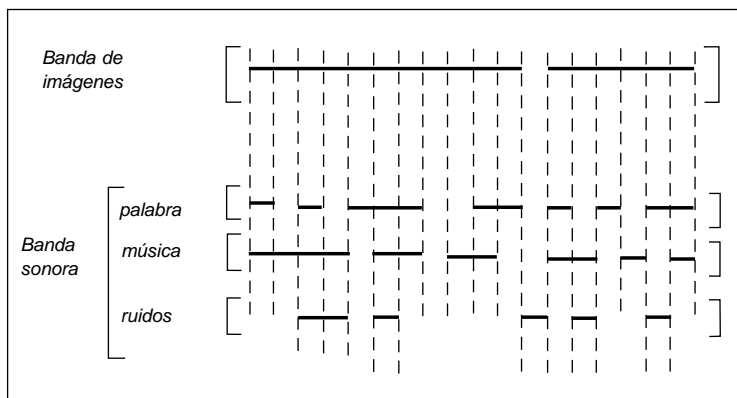 Banda de
imágenes
palabra
Banda
sonora
música
ruidos